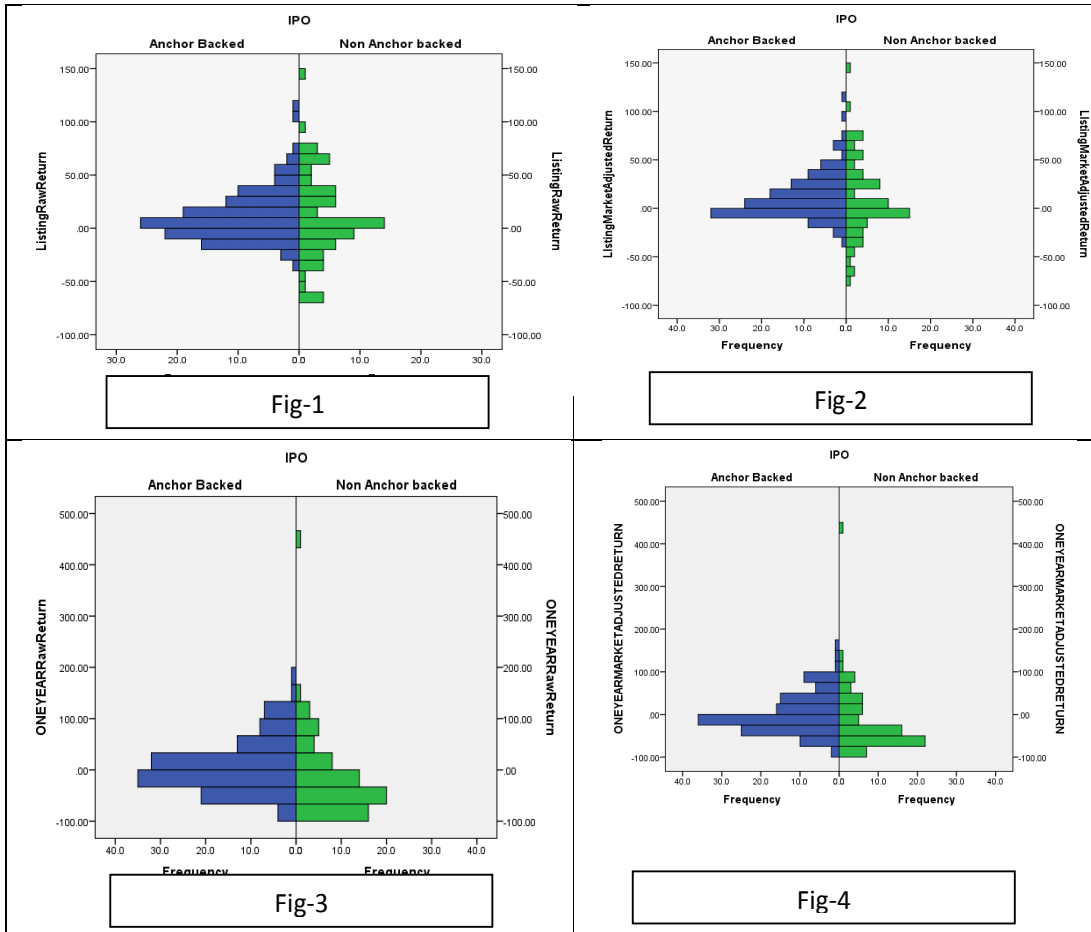 IPO
Anchor Backed Non Anchor backed
ListingRawReturn
150.00
100.00
50.00
.00
-50.00
-100.00
150.00
100.00
50.00
.00
-50.00
-100.00
ListingRawReturn
30.0 20.0 10.0 0.0 10.0 20.0 30.0
Fig-1
IPO
Anchor Backed Non Anchor backed
LIstingMarketAdjustedReturn
150.00
100.00
50.00
.00
-50.00
-100.00
150.00
100.00
50.00
.00
-50.00
-100.00
LIstingMarketAdjustedReturn
40.0 30.0 20.0 10.0 0.0 10.0 20.0 30.0 40.0
Frequency Frequency
Fig-2
IPO
Anchor Backed Non Anchor backed
ONEYEARRawReturn
500.00
400.00
300.00
200.00
100.00
.00
-100.00
500.00
400.00
300.00
200.00
100.00
.00
-100.00
ONEYEARRawReturn
40.0 30.0 20.0 10.0 0.0 10.0 20.0 30.0 40.0
Frequency Frequency
Fig-3
IPO
Anchor Backed Non Anchor backed
ONEYEARMARKETADJUSTEDRETURN
500.00
400.00
300.00
200.00
100.00
.00
-100.00
500.00
400.00
300.00
200.00
100.00
.00
-100.00
ONEYEARMARKETADJUSTEDRETURN
40.0 30.0 20.0 10.0 0.0 10.0 20.0 30.0 40.0
Frequency Frequency
Fig-4